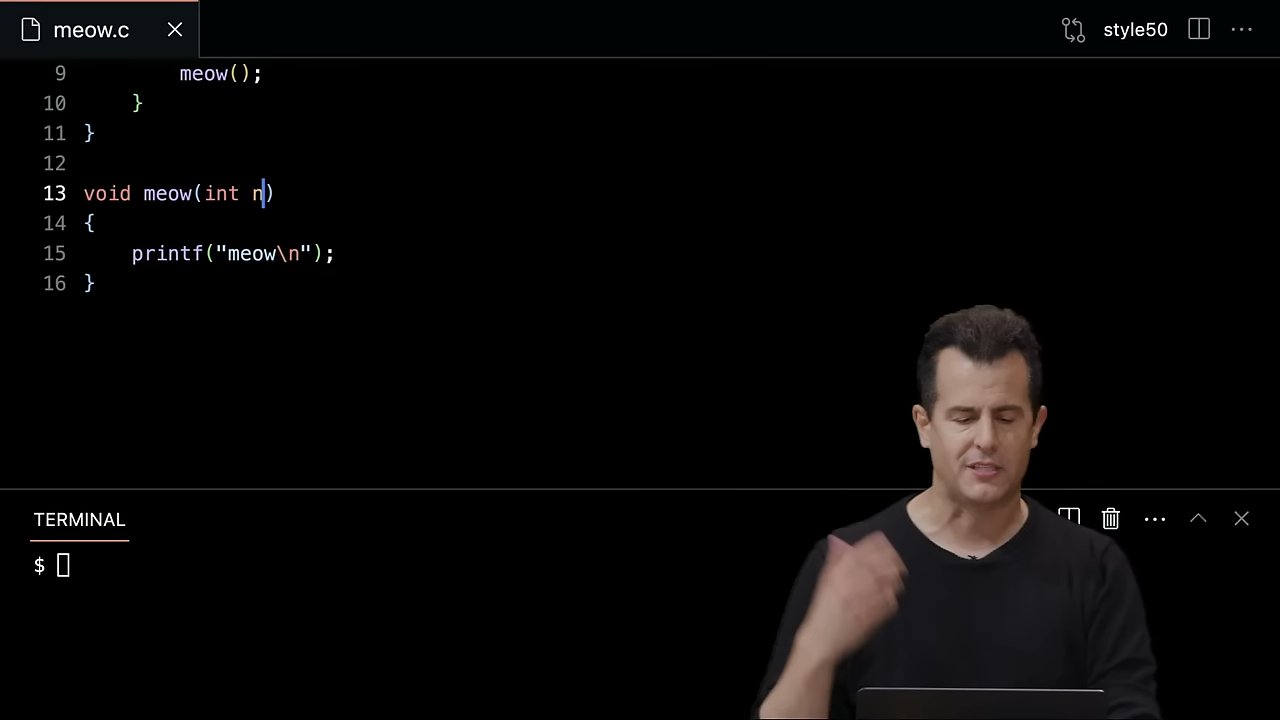 meow.c
style50
9 meow();
10 }
11 }
12
13 void meow(int n)
14 {
15 printf("meow\n");
16 }
TERMINAL
$